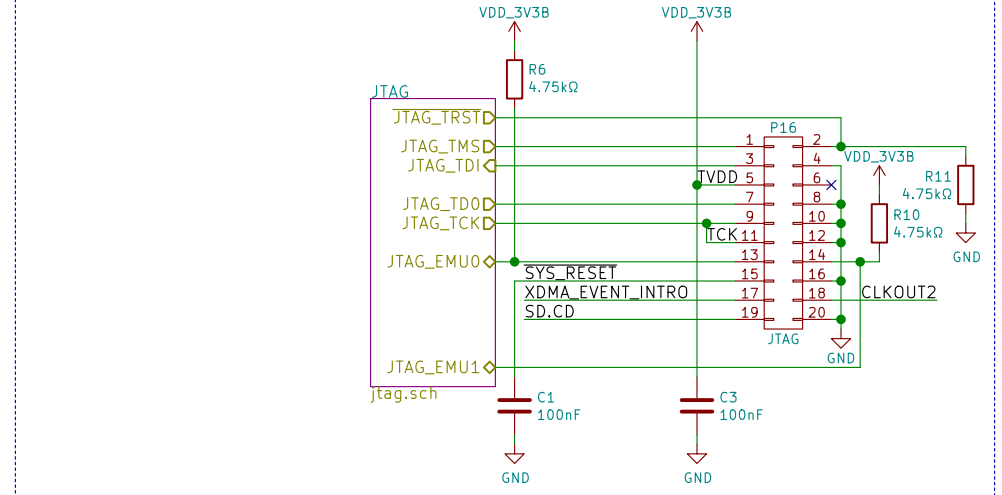 VDD_3V3B
VDD_3V3B
R6
4.75kΩ
JTAG
JTAG_TRST
P16
JTAG_TMS
1
2
JTAG_TDI
3
4
VDD_3V3B
TVDD
5
6
R11
4.75kΩ
JTAG_TDO
7
8
JTAG_TCK
9
10
R10
4.75kΩ
TCK
11
12
GND
JTAG_EMU0
13
14
SYS_RESET
15
16
XDMA_EVENT_INTRO
17
18
CLKOUT2
SD.CD
19
20
JTAG
GND
JTAG_EMU1
jtag.sch
C1
100nF
C3
100nF
GND
GND